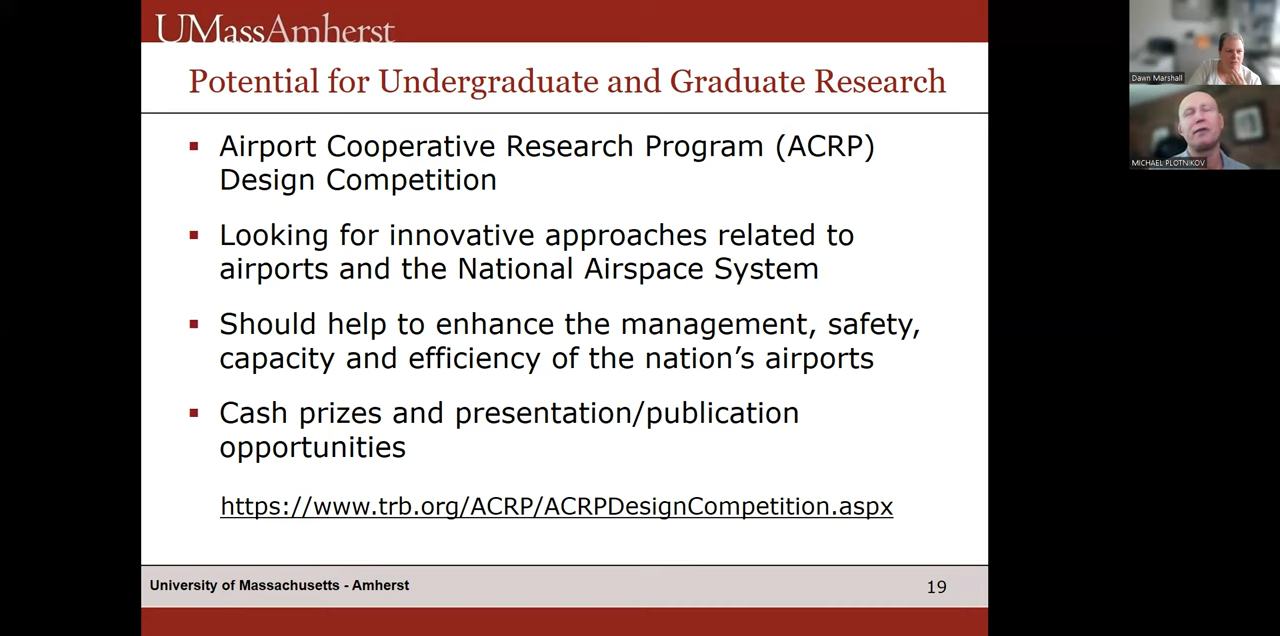 UMassAmherst
Potential for Undergraduate and Graduate Research
▪ Airport Cooperative Research Program (ACRP)
Design Competition
▪ Looking for innovative approaches related to
airports and the National Airspace System
▪ Should help to enhance the management, safety,
capacity and efficiency of the nation’s airports
▪ Cash prizes and presentation/publication
opportunities
https://www.trb.org/ACRP/ACRPDesignCompetition.aspx
University of Massachusetts - Amherst
19
Dawn Marshall
MICHAEL PLOTNIKOV